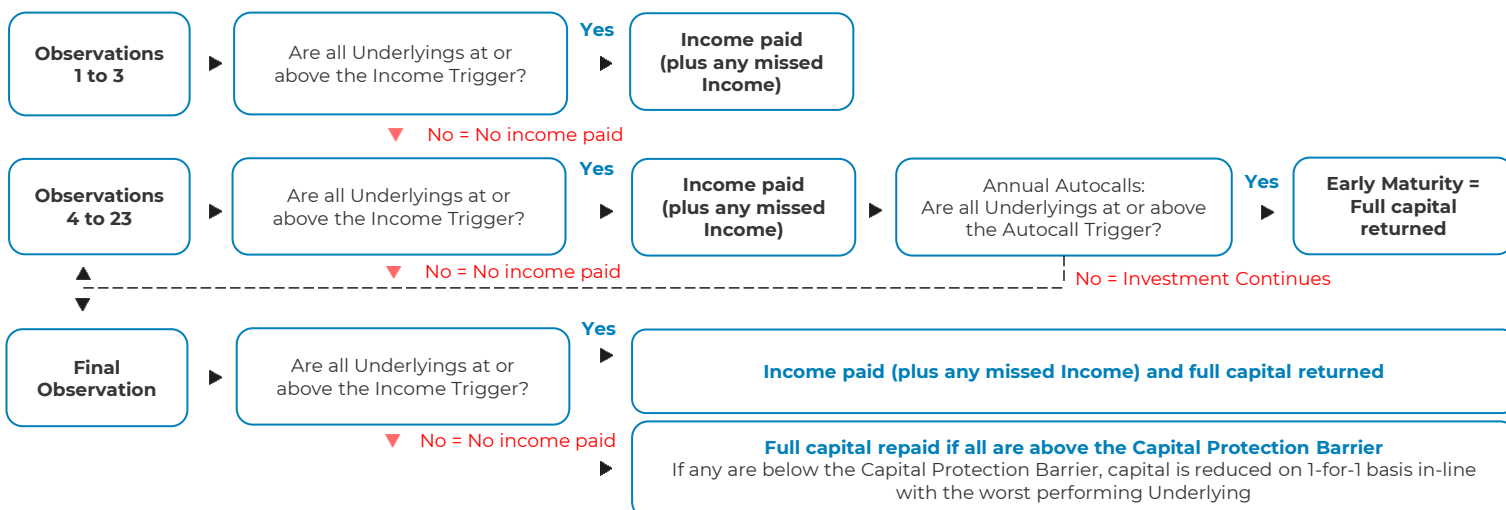 Observations
1 to 3
Are all Underlyings at or
above the Income Trigger?
Yes
Income paid
(plus any missed
Income)
No = No income paid
Observations
4 to 23
Are all Underlyings at or
above the Income Trigger?
Yes
Income paid
(plus any missed
Income)
Annual Autocalls:
Are all Underlyings at or above
the Autocall Trigger?
Yes
Early Maturity =
Full capital
returned
No = No income paid
No = Investment Continues
Final
Observation
Are all Underlyings at or
above the Income Trigger?
Yes
Income paid (plus any missed Income) and full capital returned
No = No income paid
Full capital repaid if all are above the Capital Protection Barrier
If any are below the Capital Protection Barrier, capital is reduced on 1-for-1 basis in-line
with the worst performing Underlying